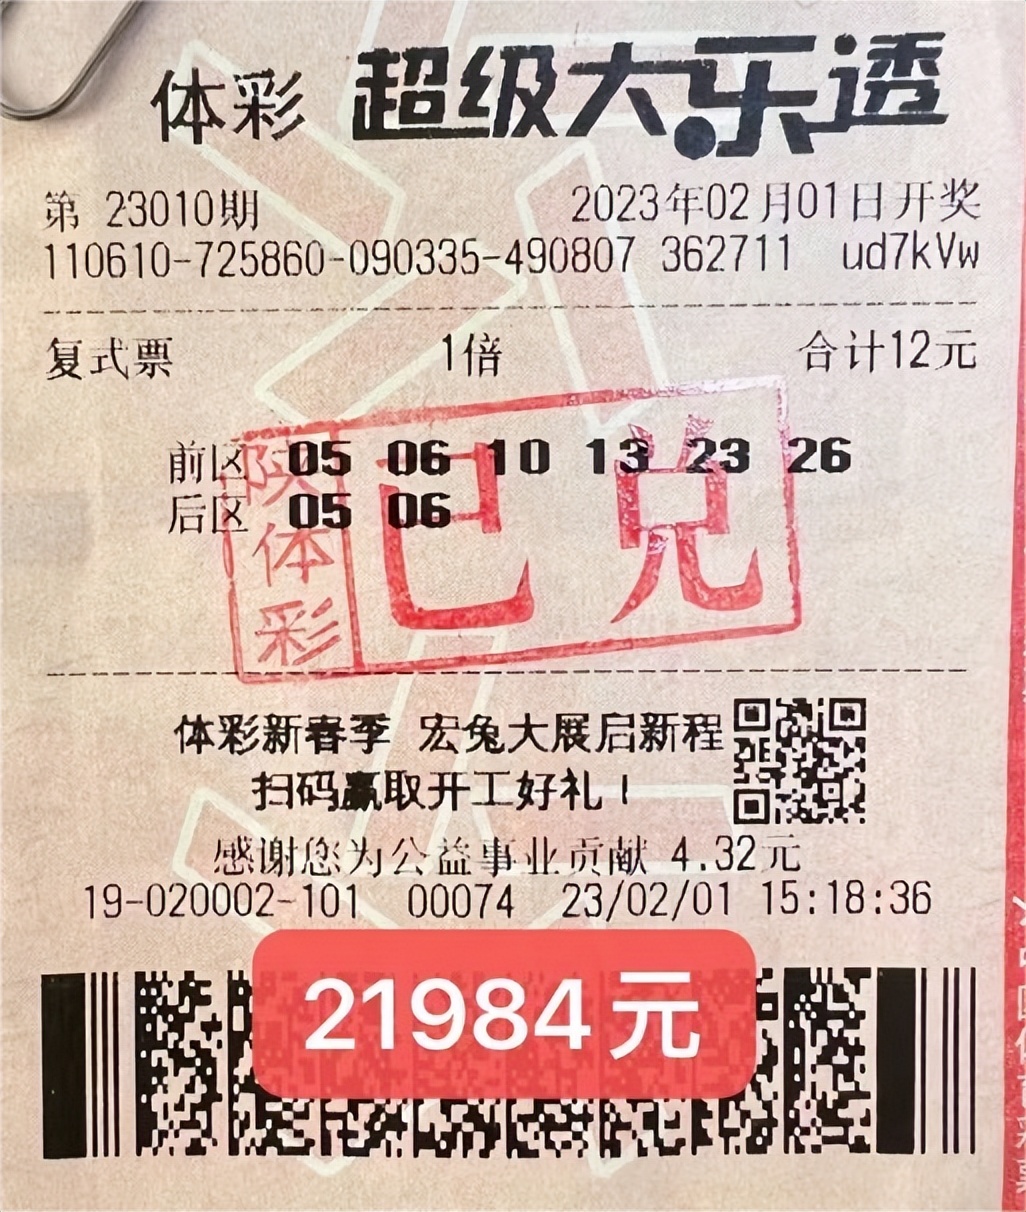 体彩 超级大乐透
第 23010期 2023年02月01日开奖
110610-725860-090335-490807 362711 ud7kVw
复式票 1倍 合计12元
前区 05 06 10 13 23 26
后区 05 06
陕体彩 已兑
体彩新春季 宏兔大展启新程
扫码赢取开工好礼！
感谢您为公益事业贡献 4.32元
19-020002-101 00074 23/02/01 15:18:36
21984元